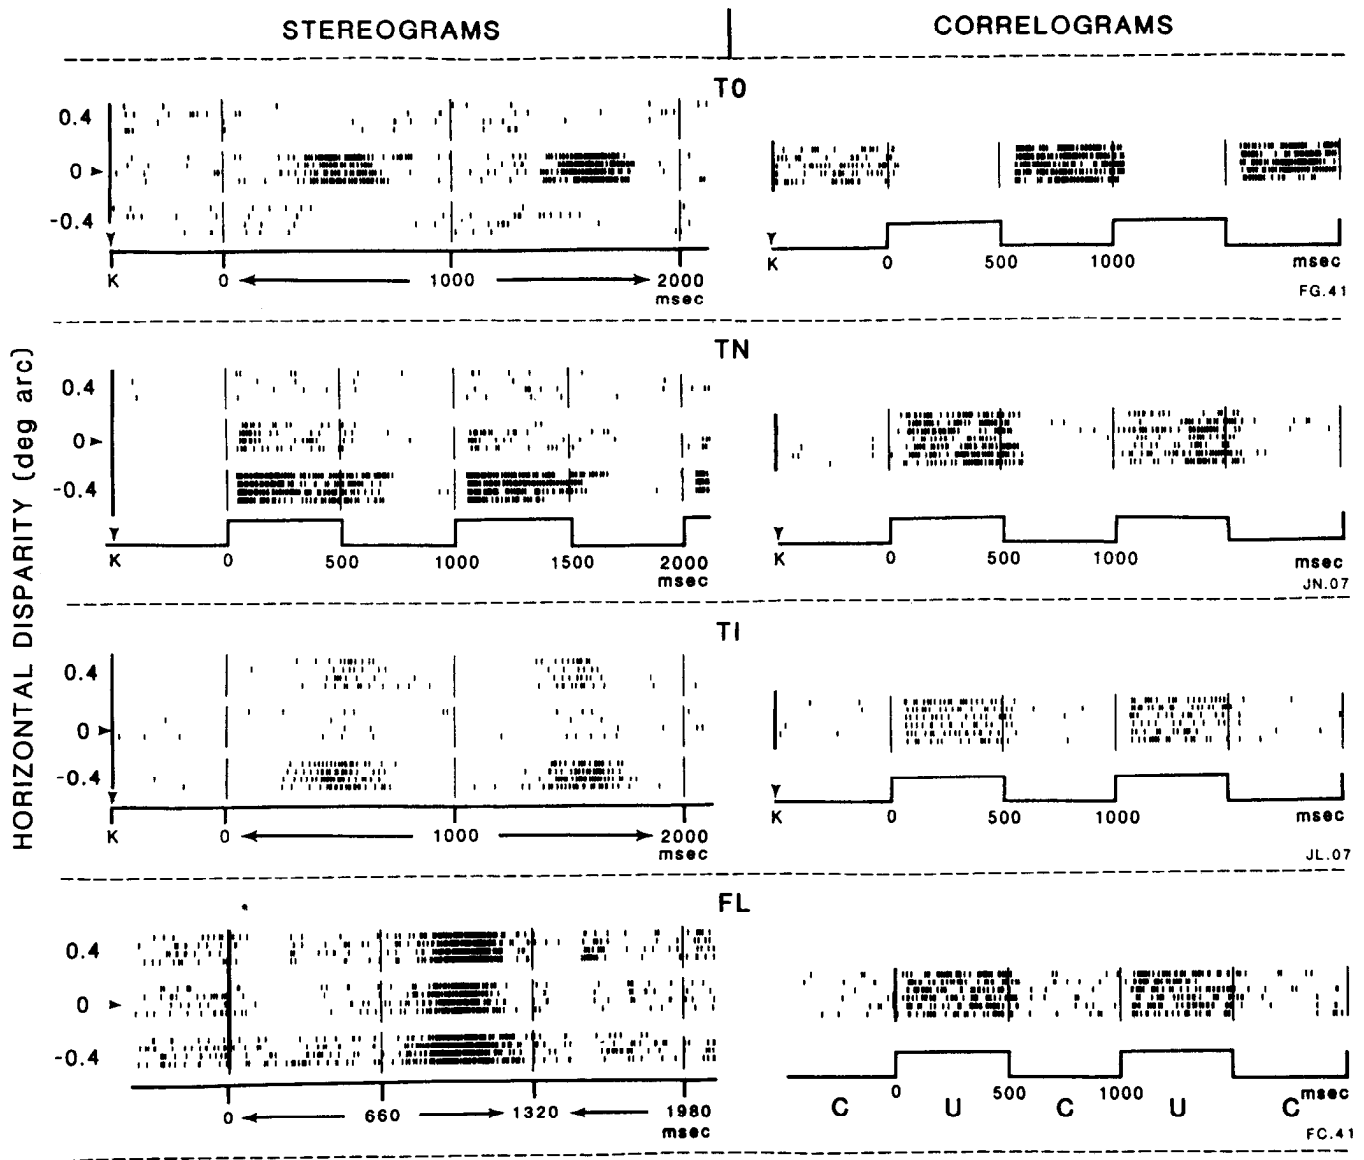 STEREOGRAMS
CORRELOGRAMS
HORIZONTAL DISPARITY (deg arc)
T0
0.4
0
-0.4
K 0 1000 2000
msec
K 0 500 1000 msec
FG.41
TN
0.4
0
-0.4
K 0 500 1000 1500 2000
msec
K 0 500 1000 msec
JN.07
TI
0.4
0
-0.4
K 0 1000 2000
msec
K 0 500 1000 msec
JL.07
FL
0.4
0
-0.4
0 660 1320 1980
msec
0 500 1000 msec
C U C U C
FC.41